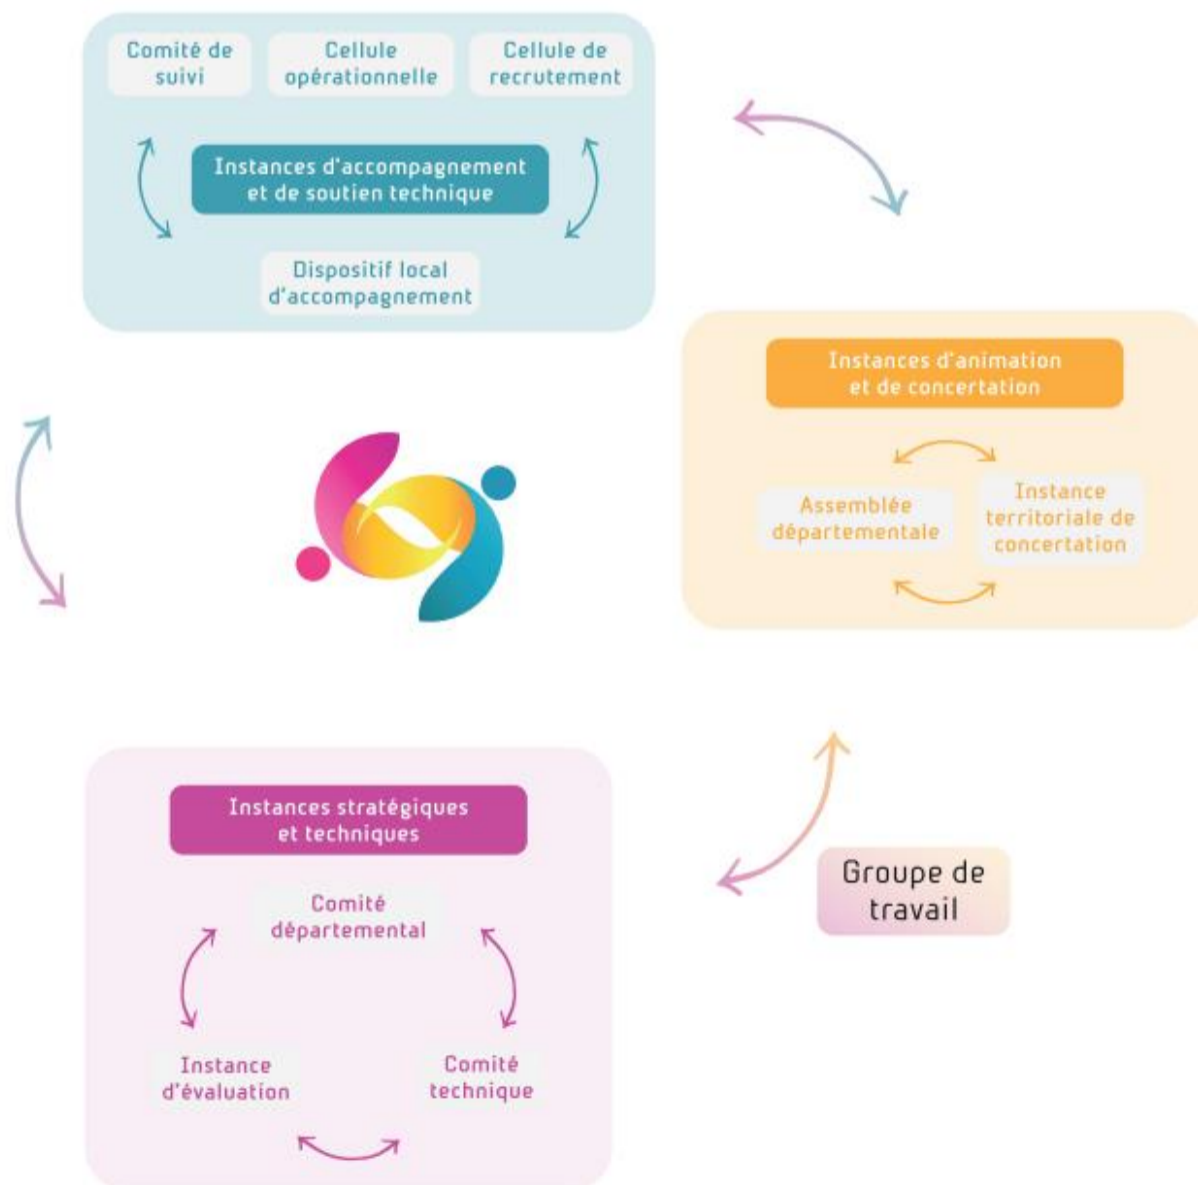 Comité de
suivi
Cellule
opérationnelle
Cellule de
recrutement
Instances d'accompagnement
et de soutien technique
Dispositif local
d'accompagnement
Instances d'animation
et de concertation
Assemblée
départementale
Instance
territoriale de
concertation
Instances stratégiques
et techniques
Comité
départemental
Instance
d'évaluation
Comité
technique
Groupe de
travail